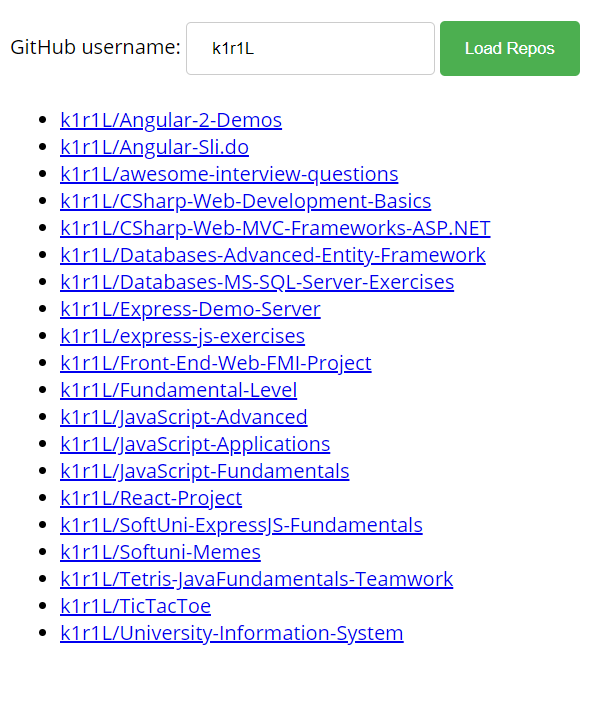 GitHub username: k1r1L Load Repos
k1r1L/Angular-2-Demos
k1r1L/Angular-Sli.do
k1r1L/awesome-interview-questions
k1r1L/CSharp-Web-Development-Basics
k1r1L/CSharp-Web-MVC-Frameworks-ASP.NET
k1r1L/Databases-Advanced-Entity-Framework
k1r1L/Databases-MS-SQL-Server-Exercises
k1r1L/Express-Demo-Server
k1r1L/express-js-exercises
k1r1L/Front-End-Web-FMI-Project
k1r1L/Fundamental-Level
k1r1L/JavaScript-Advanced
k1r1L/JavaScript-Applications
k1r1L/JavaScript-Fundamentals
k1r1L/React-Project
k1r1L/SoftUni-ExpressJS-Fundamentals
k1r1L/Softuni-Memes
k1r1L/Tetris-JavaFundamentals-Teamwork
k1r1L/TicTacToe
k1r1L/University-Information-System